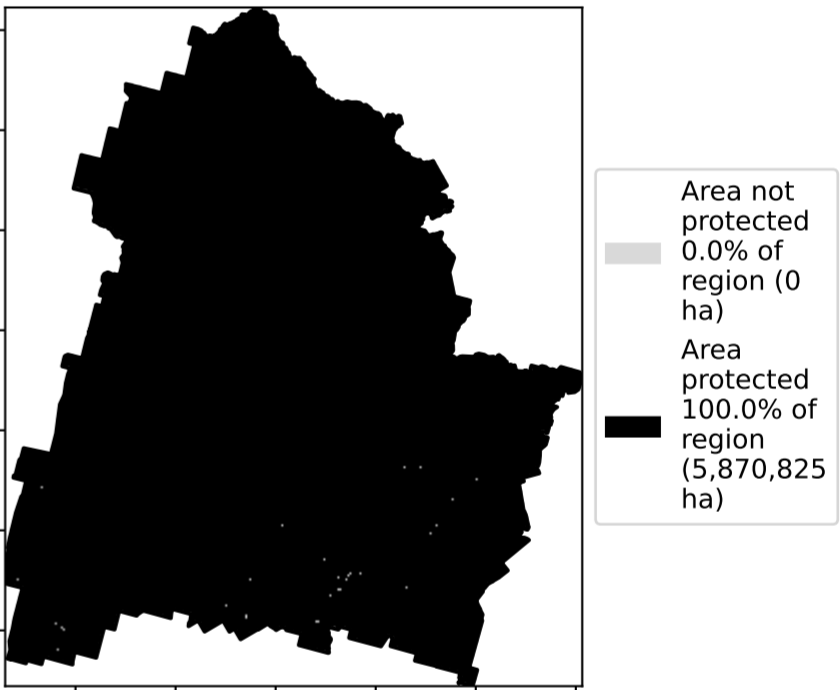 Area not
protected
0.0% of
region (0
ha)
Area
protected
100.0% of
region
(5,870,825
ha)